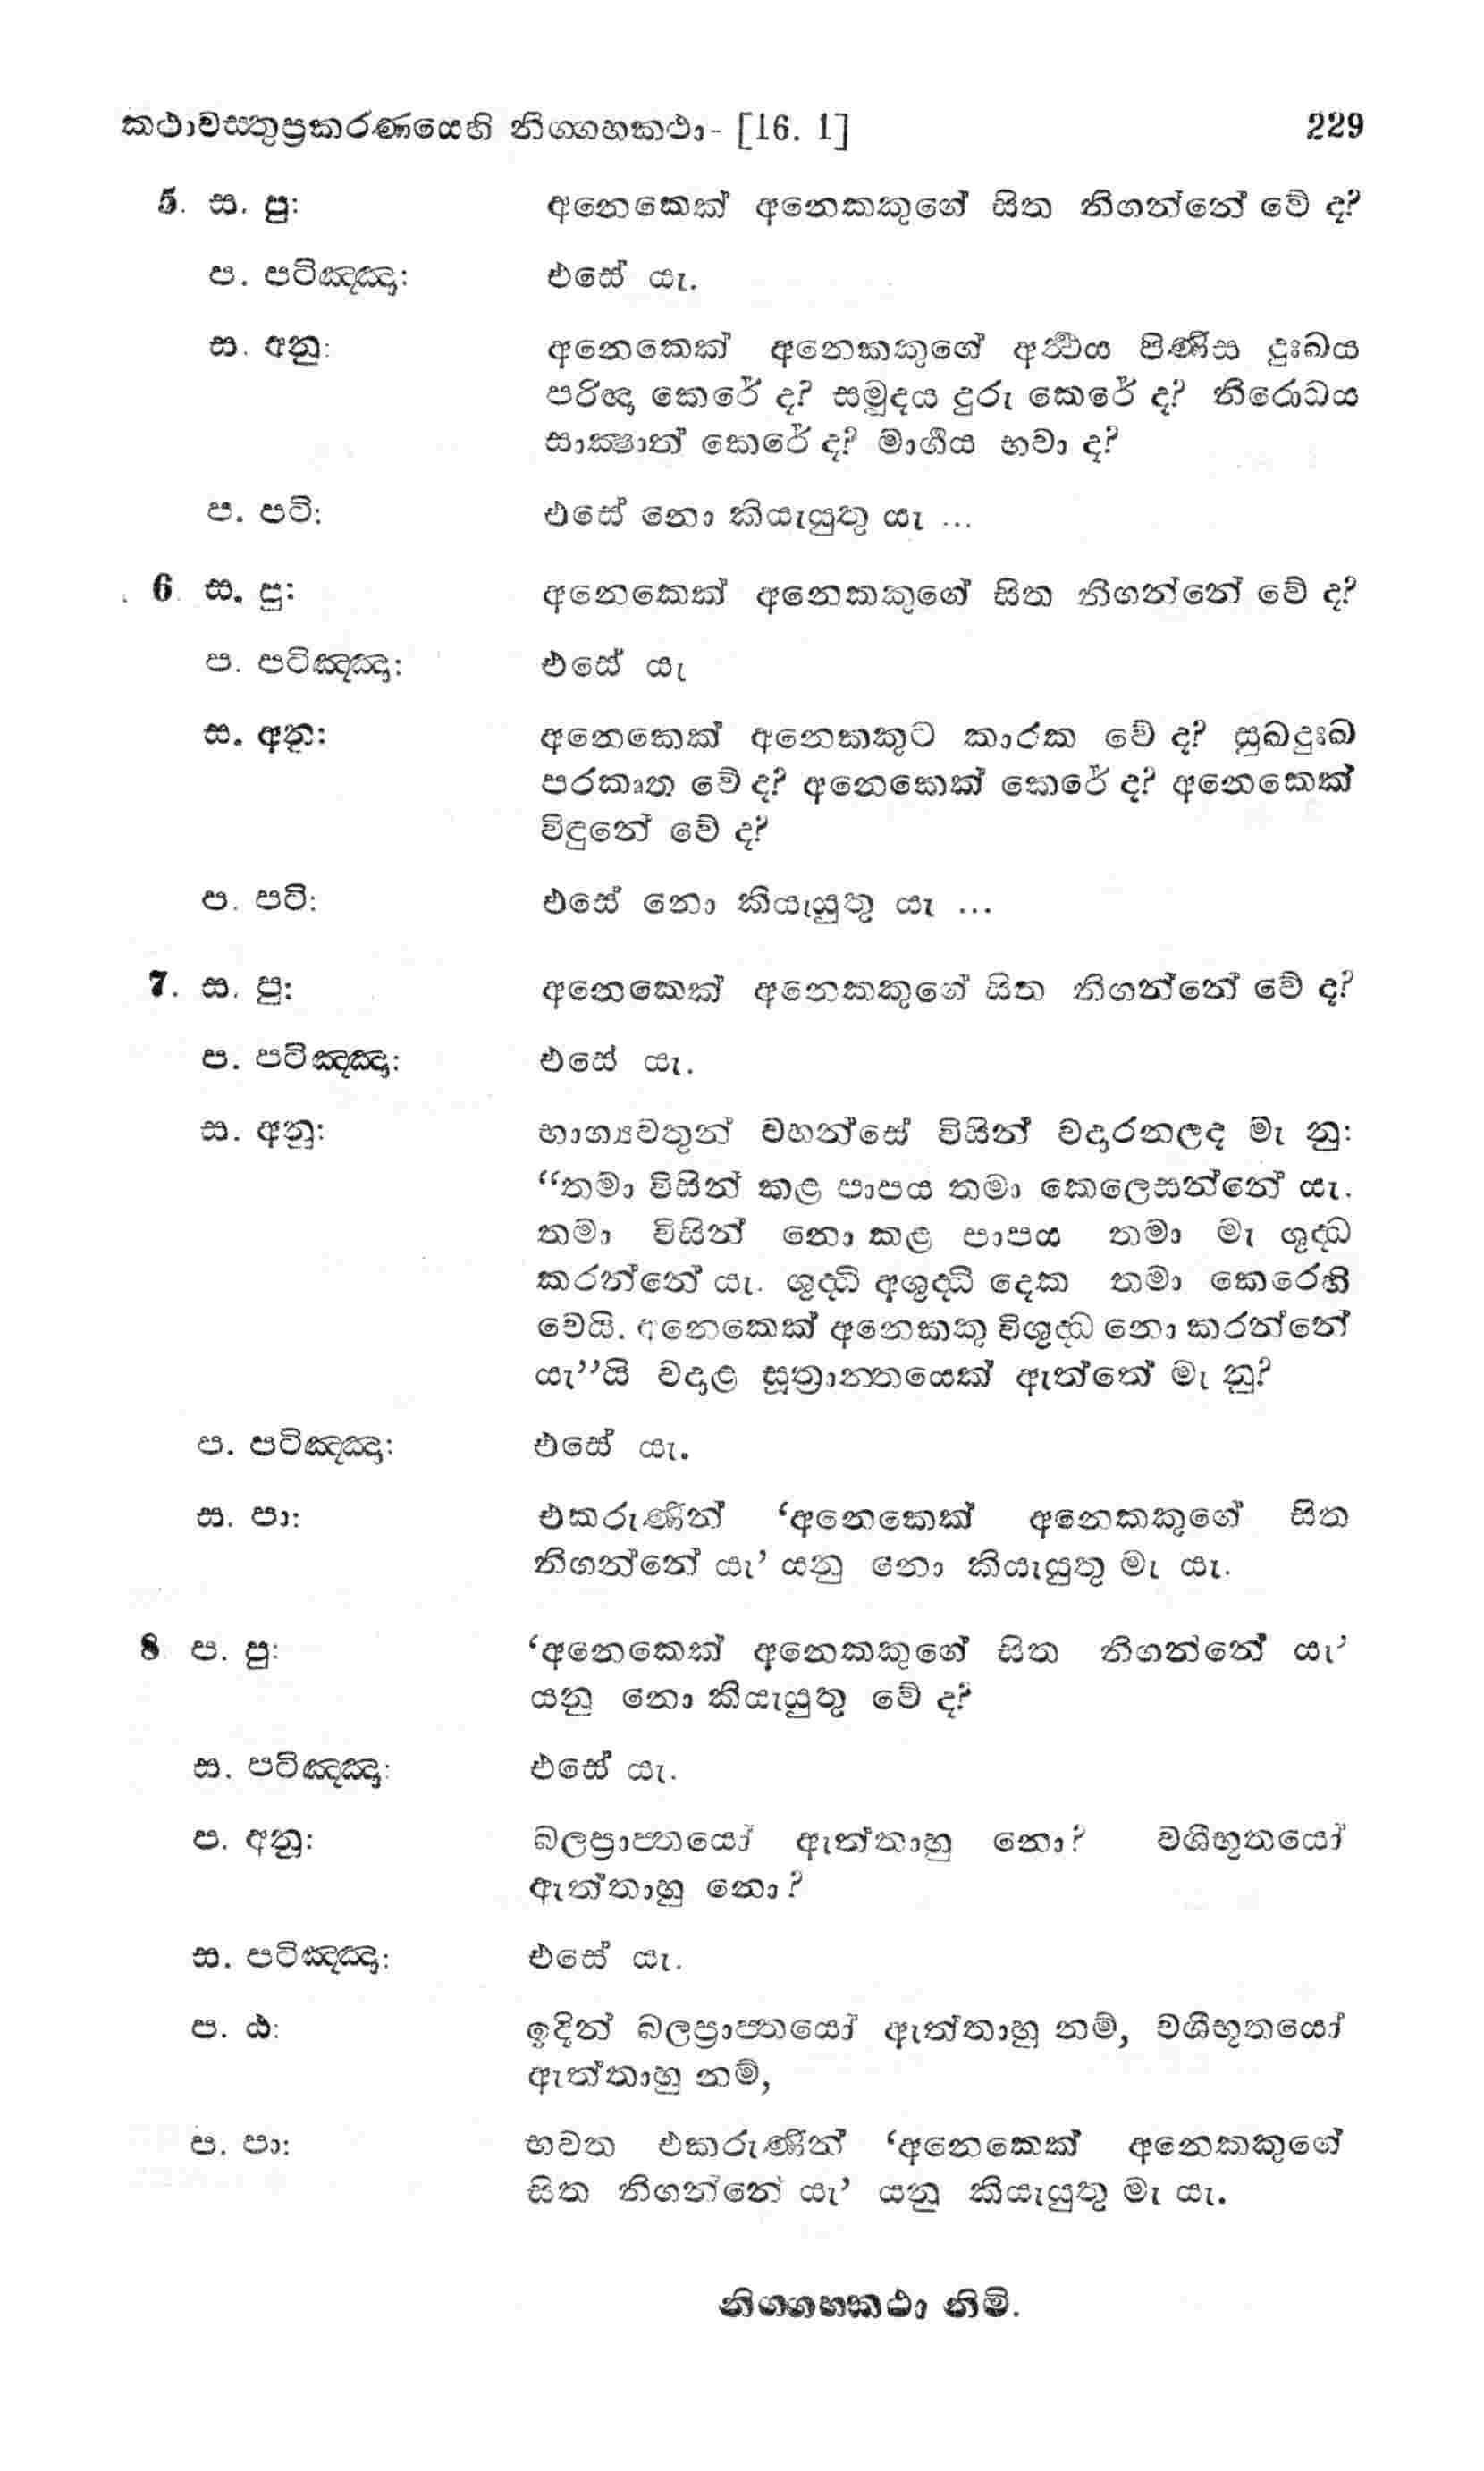 කථාවස්තුප්‍රකරණයෙහි නිග්ගහකථා- [16. 1] 229
5. ස. පු: අනෙකෙක් අනෙකකුගේ සිත නිගන්නේ වේ ද?
ප. පටිඤ්ඤා: එසේ යැ.
ස. අනු: අනෙකෙක් අනෙකකුගේ අර්ථය පිණිස දුඃඛය
පරිඥා කෙරේ ද? සමුදය දුරු කෙරේ ද? නිරොධය
සාක්‍ෂාත් කෙරේ ද? මාර්ගය භවා ද?
ප. පටි: එසේ නො කියැයුතු යැ ...
6. ස. පු: අනෙකෙක් අනෙකකුගේ සිත නිගන්නේ වේ ද?
ප. පටිඤ්ඤා: එසේ යැ
ස. අනු: අනෙකෙක් අනෙකකුට කාරක වේ ද? සුඛදුඃඛ
පරකෘත වේ ද? අනෙකෙක් කෙරේ ද? අනෙකෙක්
විඳුනේ වේ ද?
ප. පටි: එසේ නො කියැයුතු යැ ...
7. ස. පු: අනෙකෙක් අනෙකකුගේ සිත නිගන්නේ වේ ද?
ප. පටිඤ්ඤා: එසේ යැ.
ස. අනු: භාග්‍යවතුන් වහන්සේ විසින් වදාරනලද මැ නු:
“තමා විසින් කළ පාපය තමා කෙලෙසන්නේ යැ.
තමා විසින් නො කළ පාපය තමා මැ ශුද්ධ
කරන්නේ යැ. ශුද්ධි අශුද්ධි දෙක තමා කෙරෙහි
වෙයි. අනෙකෙක් අනෙකකු විශුද්ධ නො කරන්නේ
යැ”යි වදාළ සූත්‍රාන්තයෙක් ඇත්තේ මැ නු?
ප. පටිඤ්ඤා: එසේ යැ.
ස. පා: එකරුණින් ‘අනෙකෙක් අනෙකකුගේ සිත
නිගන්නේ යැ’ යනු නො කියැයුතු මැ යැ.
8 ප. පු: ‘අනෙකෙක් අනෙකකුගේ සිත නිගන්නේ යැ’
යනු නො කියැයුතු වේ ද?
ස. පටිඤ්ඤා: එසේ යැ.
ප. අනු: බලප්‍රාප්තයෝ ඇත්තාහු නො? වශීභූතයෝ
ඇත්තාහු නො?
ස. පටිඤ්ඤා: එසේ යැ.
ප. ඨ: ඉදින් බලප්‍රාප්තයෝ ඇත්තාහු නම්, වශීභූතයෝ
ඇත්තාහු නම්,
ප. පා: භවත එකරුණින් ‘අනෙකෙක් අනෙකකුගේ
සිත නිගන්නේ යැ’ යනු කියැයුතු මැ යැ.
නිග්ගහකථා නිමි.